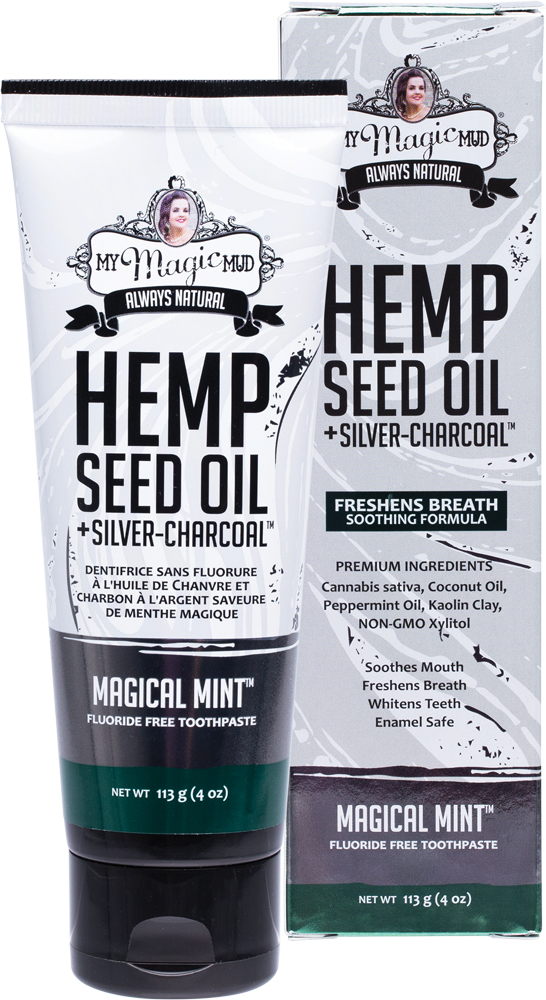 MY Magic MUD
ALWAYS NATURAL
HEMP
SEED OIL
+SILVER-CHARCOAL™
DENTIFRICE SANS FLUORURE
À L'HUILE DE CHANVRE ET
CHARBON À L'ARGENT SAVEURE
DE MENTHE MAGIQUE
MAGICAL MINT™
FLUORIDE FREE TOOTHPASTE
NET WT 113 g (4 oz)
MY Magic MUD
ALWAYS NATURAL
HEMP
SEED OIL
+SILVER-CHARCOAL™
FRESHENS BREATH
SOOTHING FORMULA
PREMIUM INGREDIENTS
Cannabis sativa, Coconut Oil,
Peppermint Oil, Kaolin Clay,
NON-GMO Xylitol
Soothes Mouth
Freshens Breath
Whitens Teeth
Enamel Safe
MAGICAL MINT™
FLUORIDE FREE TOOTHPASTE
NET WT 113 g (4 oz)